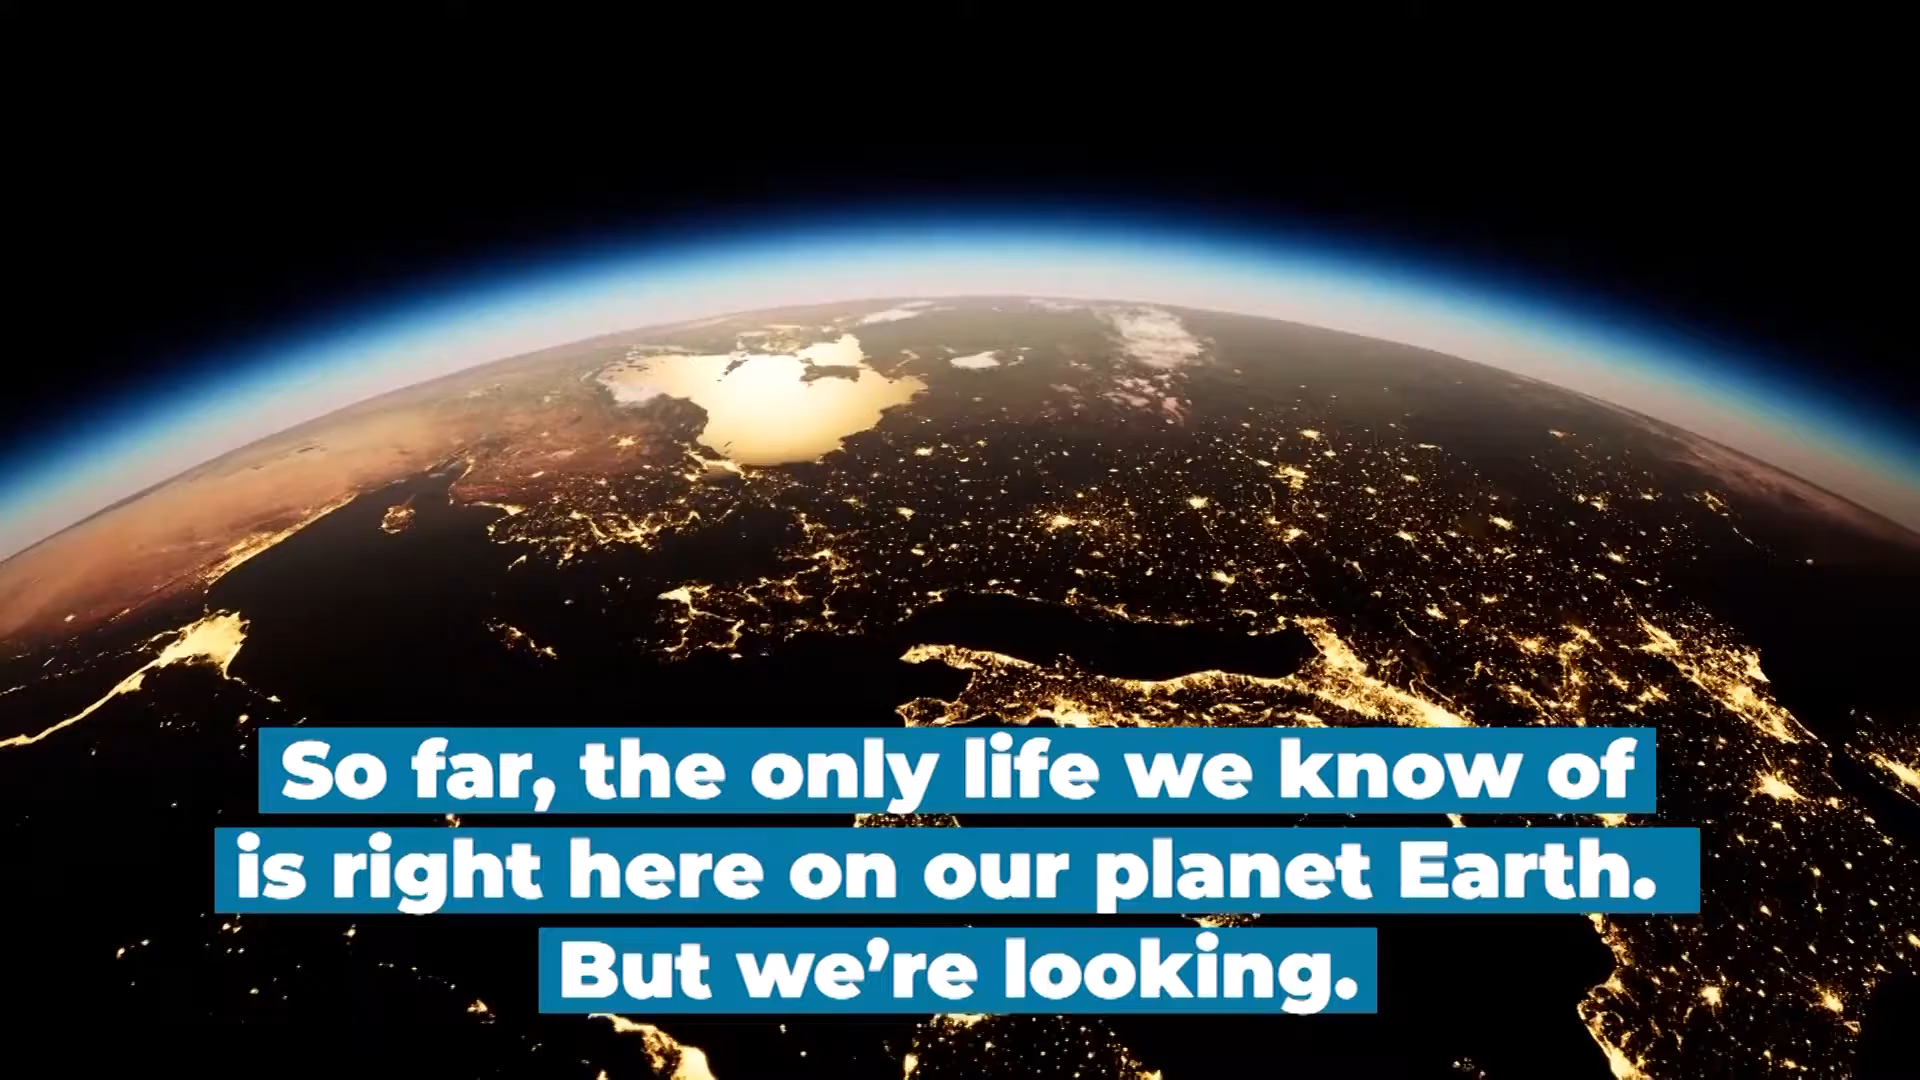 So far, the only life we know of
is right here on our planet Earth.
But we’re looking.